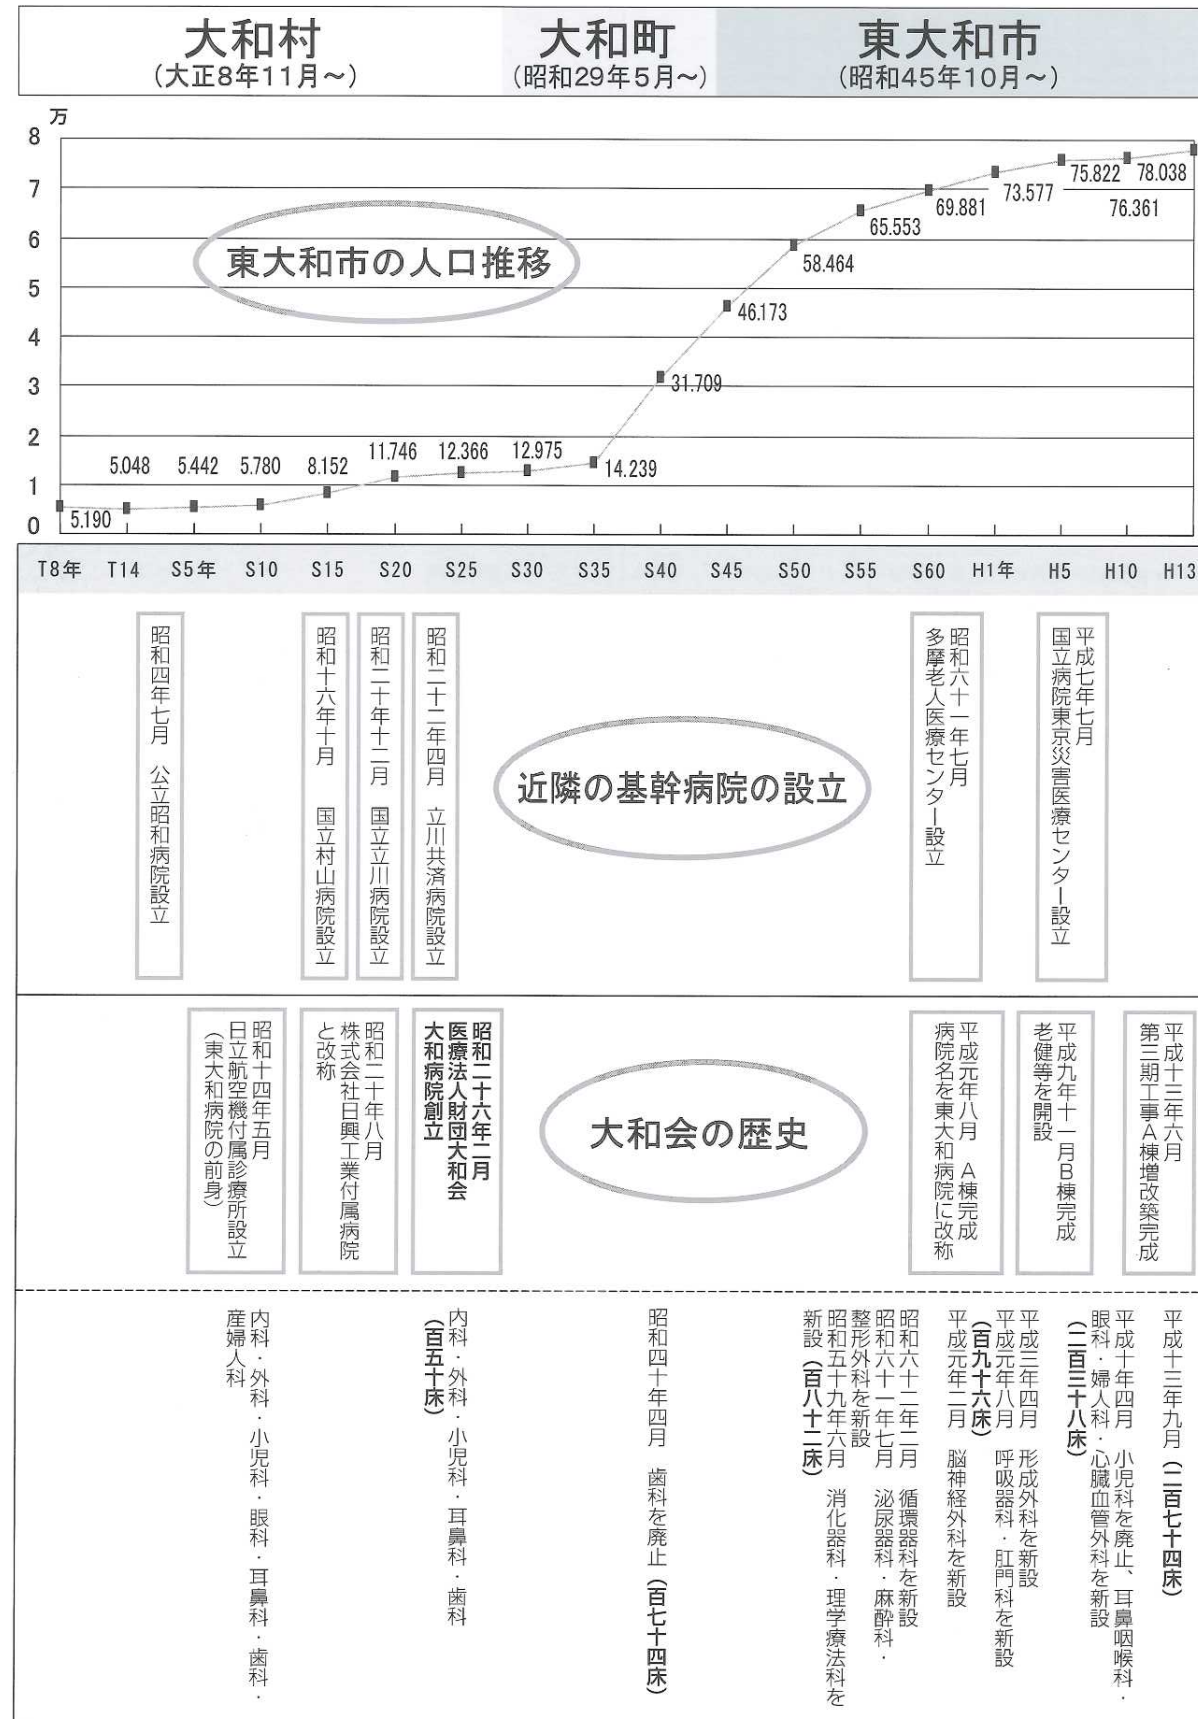 大和村
(大正8年11月〜)
大和町
(昭和29年5月〜)
東大和市
(昭和45年10月〜)
万
8
7
6
5
4
3
2
1
0
東大和市の人口推移
5.190
5.048
5.442
5.780
8.152
11.746
12.366
12.975
14.239
31.709
46.173
58.464
65.553
69.881
73.577
75.822
76.361
78.038
T8年 T14 S5年 S10 S15 S20 S25 S30 S35 S40 S45 S50 S55 S60 H1年 H5 H10 H13
近隣の基幹病院の設立
昭和四年七月 公立昭和病院設立
昭和十六年十月 国立村山病院設立
昭和二十年十二月 国立立川病院設立
昭和二十二年四月 立川共済病院設立
昭和六十一年七月
多摩老人医療センター設立
平成七年七月
国立病院東京災害医療センター設立
大和会の歴史
昭和十四年五月
日立航空機付属診療所設立
(東大和病院の前身)
昭和二十年八月
株式会社日興工業付属病院
と改称
昭和二十六年二月
医療法人財団大和会
大和病院創立
平成元年八月 A棟完成
病院名を東大和病院に改称
平成九年十一月B棟完成
老健等を開設
平成十三年六月
第三期工事A棟増改築完成
内科・外科・小児科・眼科・耳鼻科・歯科・
産婦人科
内科・外科・小児科・耳鼻科・歯科
(百五十床)
昭和四十年四月 歯科を廃止(百七十四床)
昭和五十九年六月 消化器科・理学療法科を
新設(百八十二床)
昭和六十一年七月 泌尿器科・麻酔科・
整形外科を新設
昭和六十二年二月 循環器科を新設
平成元年二月 脳神経外科を新設
平成元年八月 呼吸器科・肛門科を新設
(百九十六床)
平成三年四月 形成外科を新設
平成十年四月 小児科を廃止、耳鼻咽喉科・
眼科・婦人科・心臓血管外科を新設
(二百三十八床)
平成十三年九月(二百七十四床)